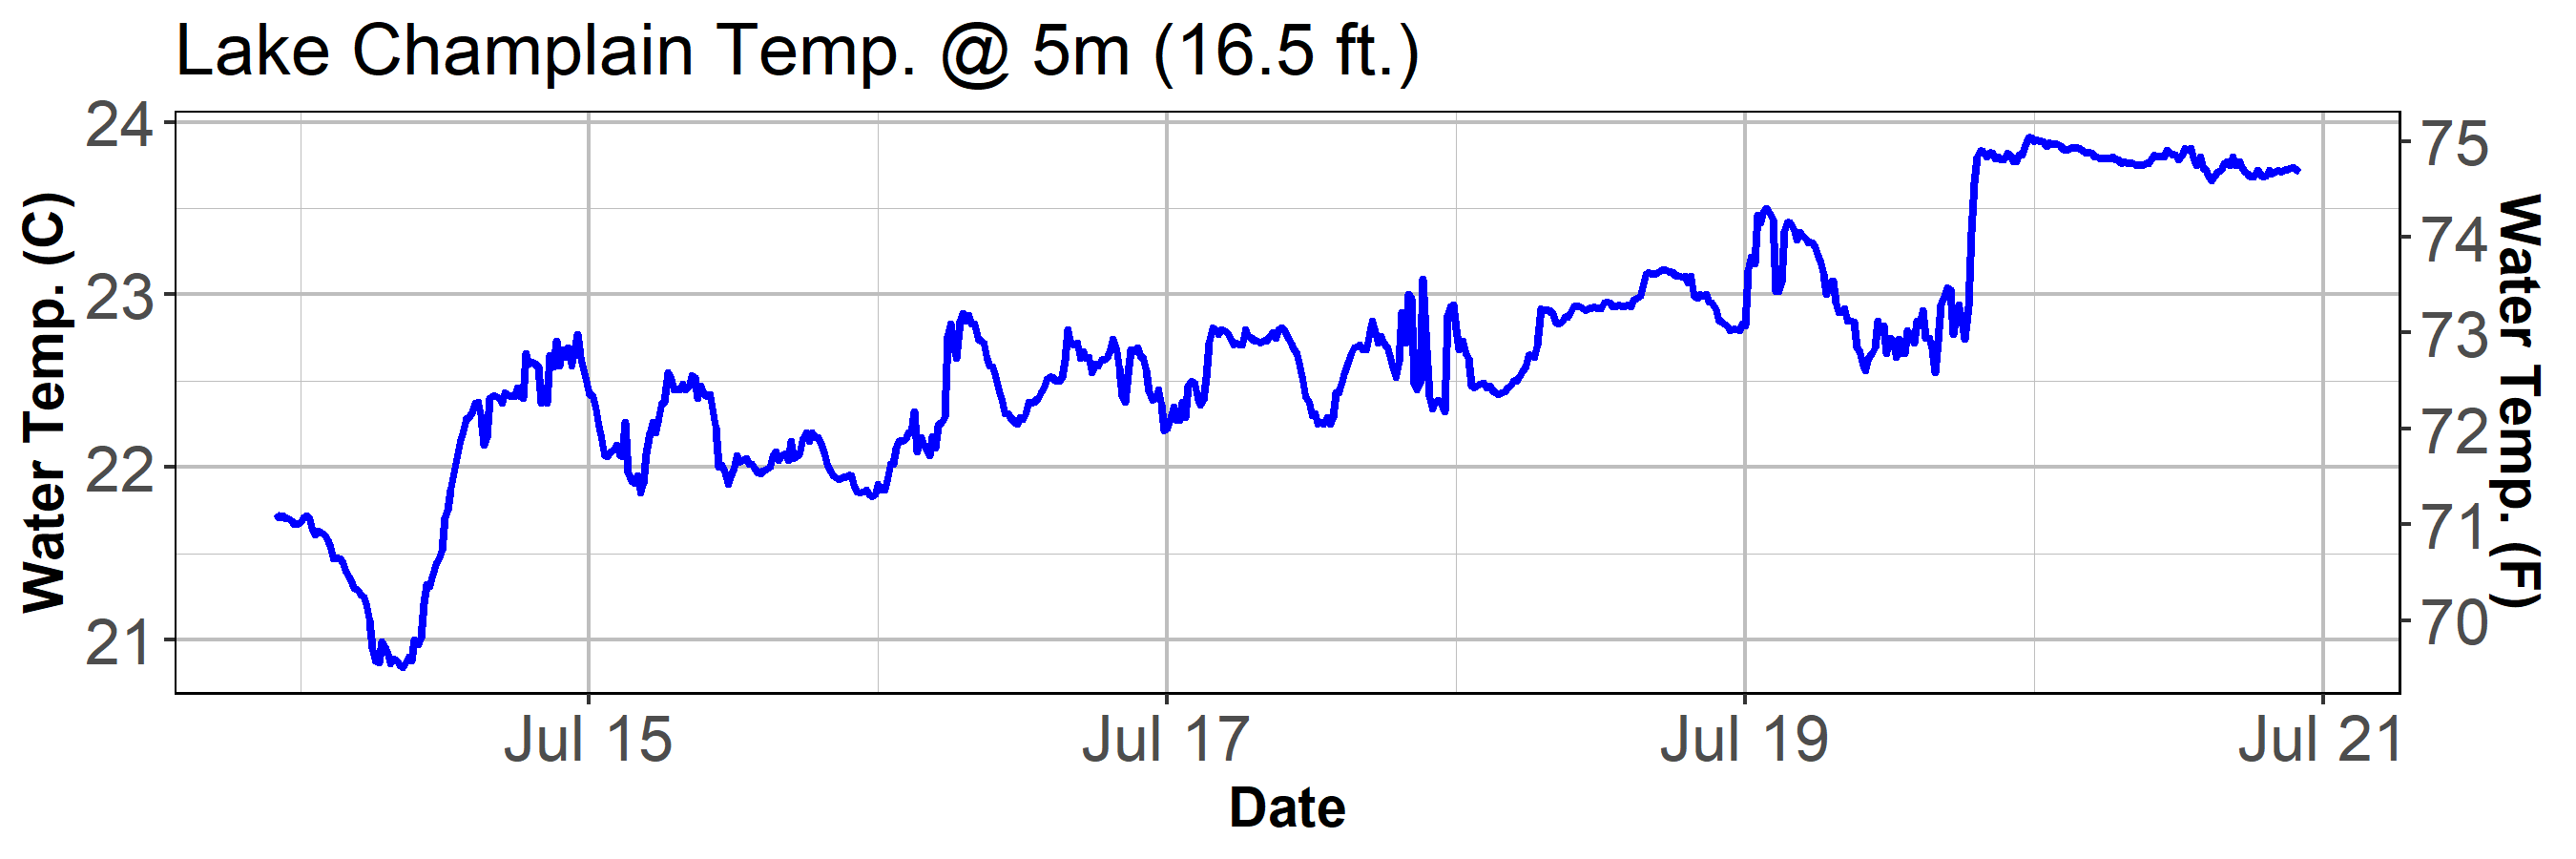 Lake Champlain Temp. @ 5m (16.5 ft.)
Water Temp. (C)
24
23
22
21
75
74
73
72
71
70
Water Temp. (F)
Jul 15 Jul 17 Jul 19 Jul 21
Date